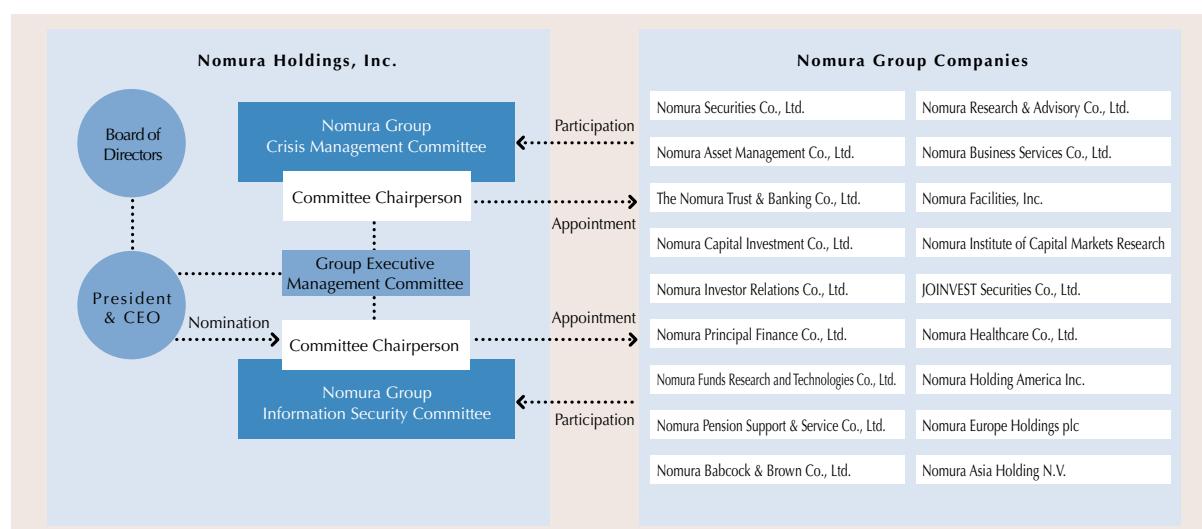 Nomura Holdings, Inc.
Board of
Directors
Nomura Group
Crisis Management Committee
Committee Chairperson
Group Executive
Management Committee
President
& CEO
Nomination
Committee Chairperson
Nomura Group
Information Security Committee
Participation
Appointment
Appointment
Participation
Nomura Group Companies
Nomura Securities Co., Ltd.
Nomura Asset Management Co., Ltd.
The Nomura Trust & Banking Co., Ltd.
Nomura Capital Investment Co., Ltd.
Nomura Investor Relations Co., Ltd.
Nomura Principal Finance Co., Ltd.
Nomura Funds Research and Technologies Co., Ltd.
Nomura Pension Support & Service Co., Ltd.
Nomura Babcock & Brown Co., Ltd.
Nomura Research & Advisory Co., Ltd.
Nomura Business Services Co., Ltd.
Nomura Facilities, Inc.
Nomura Institute of Capital Markets Research
JOINVEST Securities Co., Ltd.
Nomura Healthcare Co., Ltd.
Nomura Holding America Inc.
Nomura Europe Holdings plc
Nomura Asia Holding N.V.